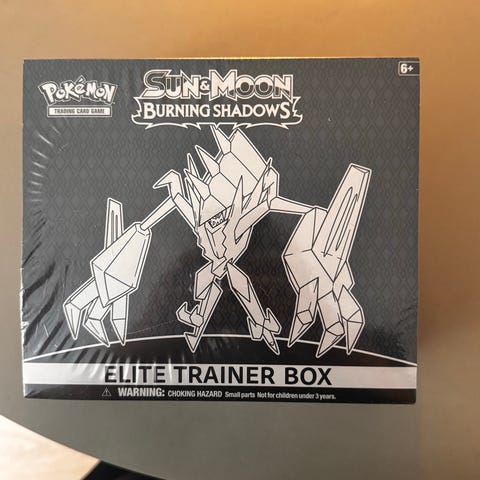 POKÉMON
TRADING CARD GAME
SUN & MOON
BURNING SHADOWS
6+
ELITE TRAINER BOX
⚠ WARNING: CHOKING HAZARD Small parts Not for children under 3 years.